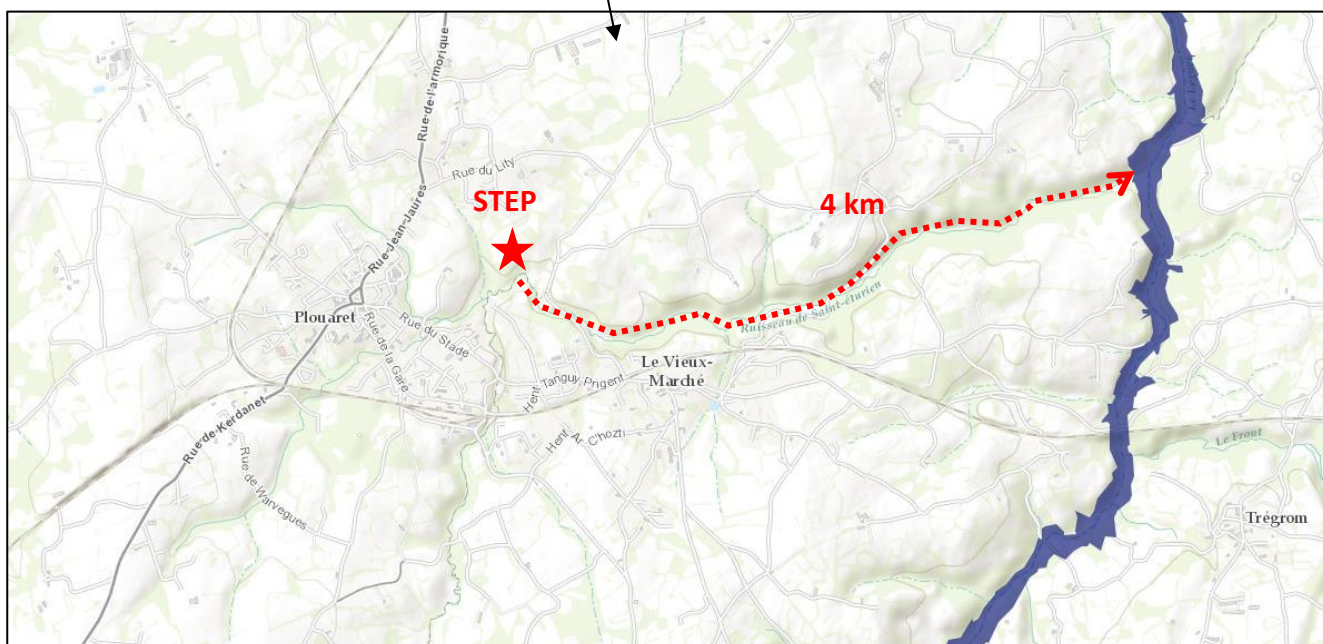 Rue de l'armorique
Rue Jean-Jaures
Rue du Lity
STEP
4 km
Plouaret
Rue du Stade
Rue de la Gare
Ruisseau de Saint-éturien
Le Vieux-
Marché
Hent Tanguy Prigent
Hent Ar C'hozti
Rue de Kerdanet
Rue de Warvegues
Le Frout
Trégrom